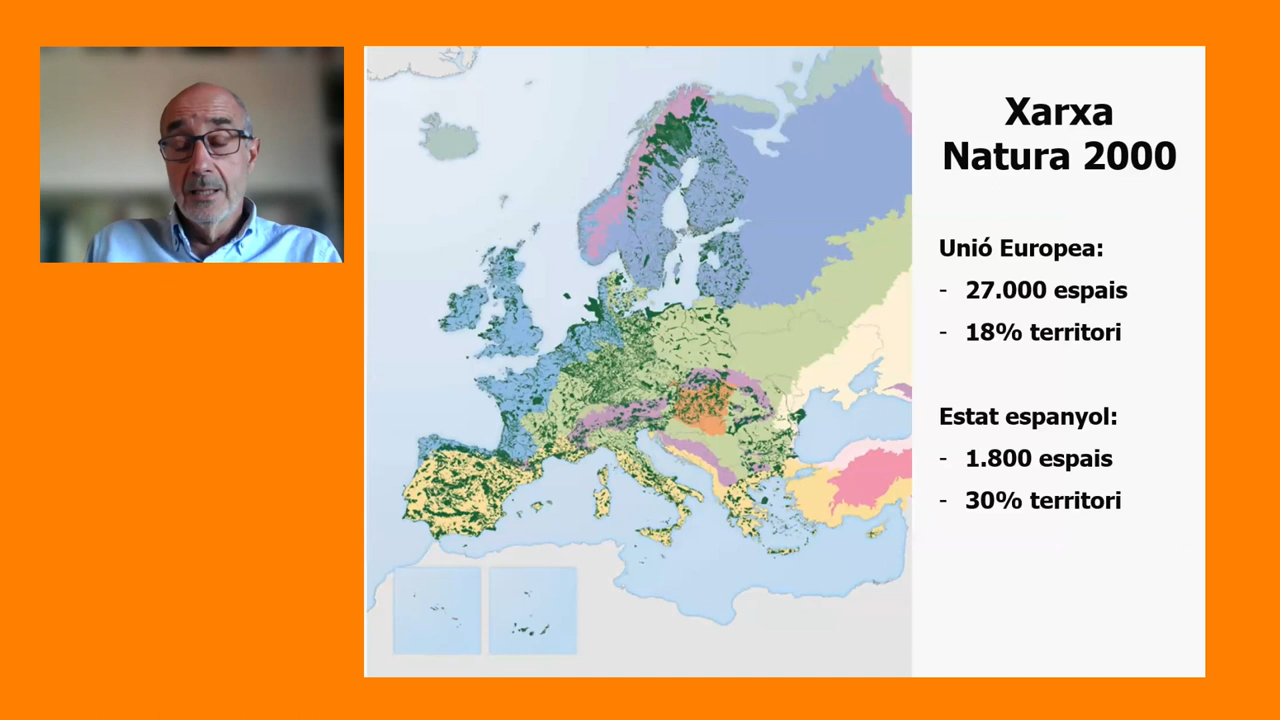 Xarxa
Natura 2000
Unió Europea:
- 27.000 espais
- 18% territori
Estat espanyol:
- 1.800 espais
- 30% territori